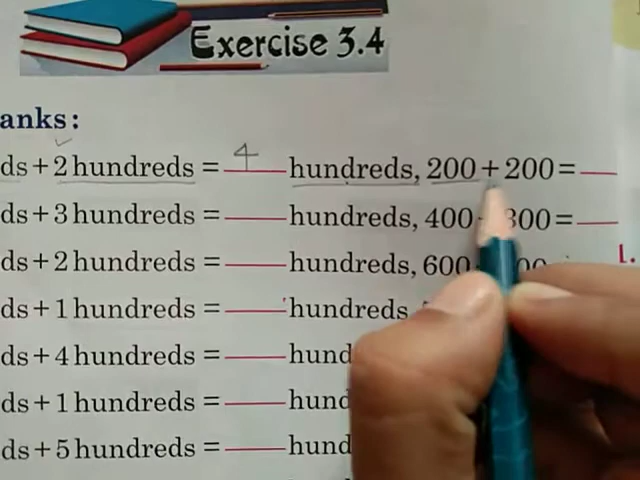 Exercise 3.4
anks:
ds + 2 hundreds = 4 hundreds, 200 + 200 =
ds + 3 hundreds = hundreds, 400 300 =
ds + 2 hundreds = hundreds, 600
ds + 1 hundreds = hundreds
ds + 4 hundreds = hund
ds + 1 hundreds = hund
ds + 5 hundreds = hund
1.